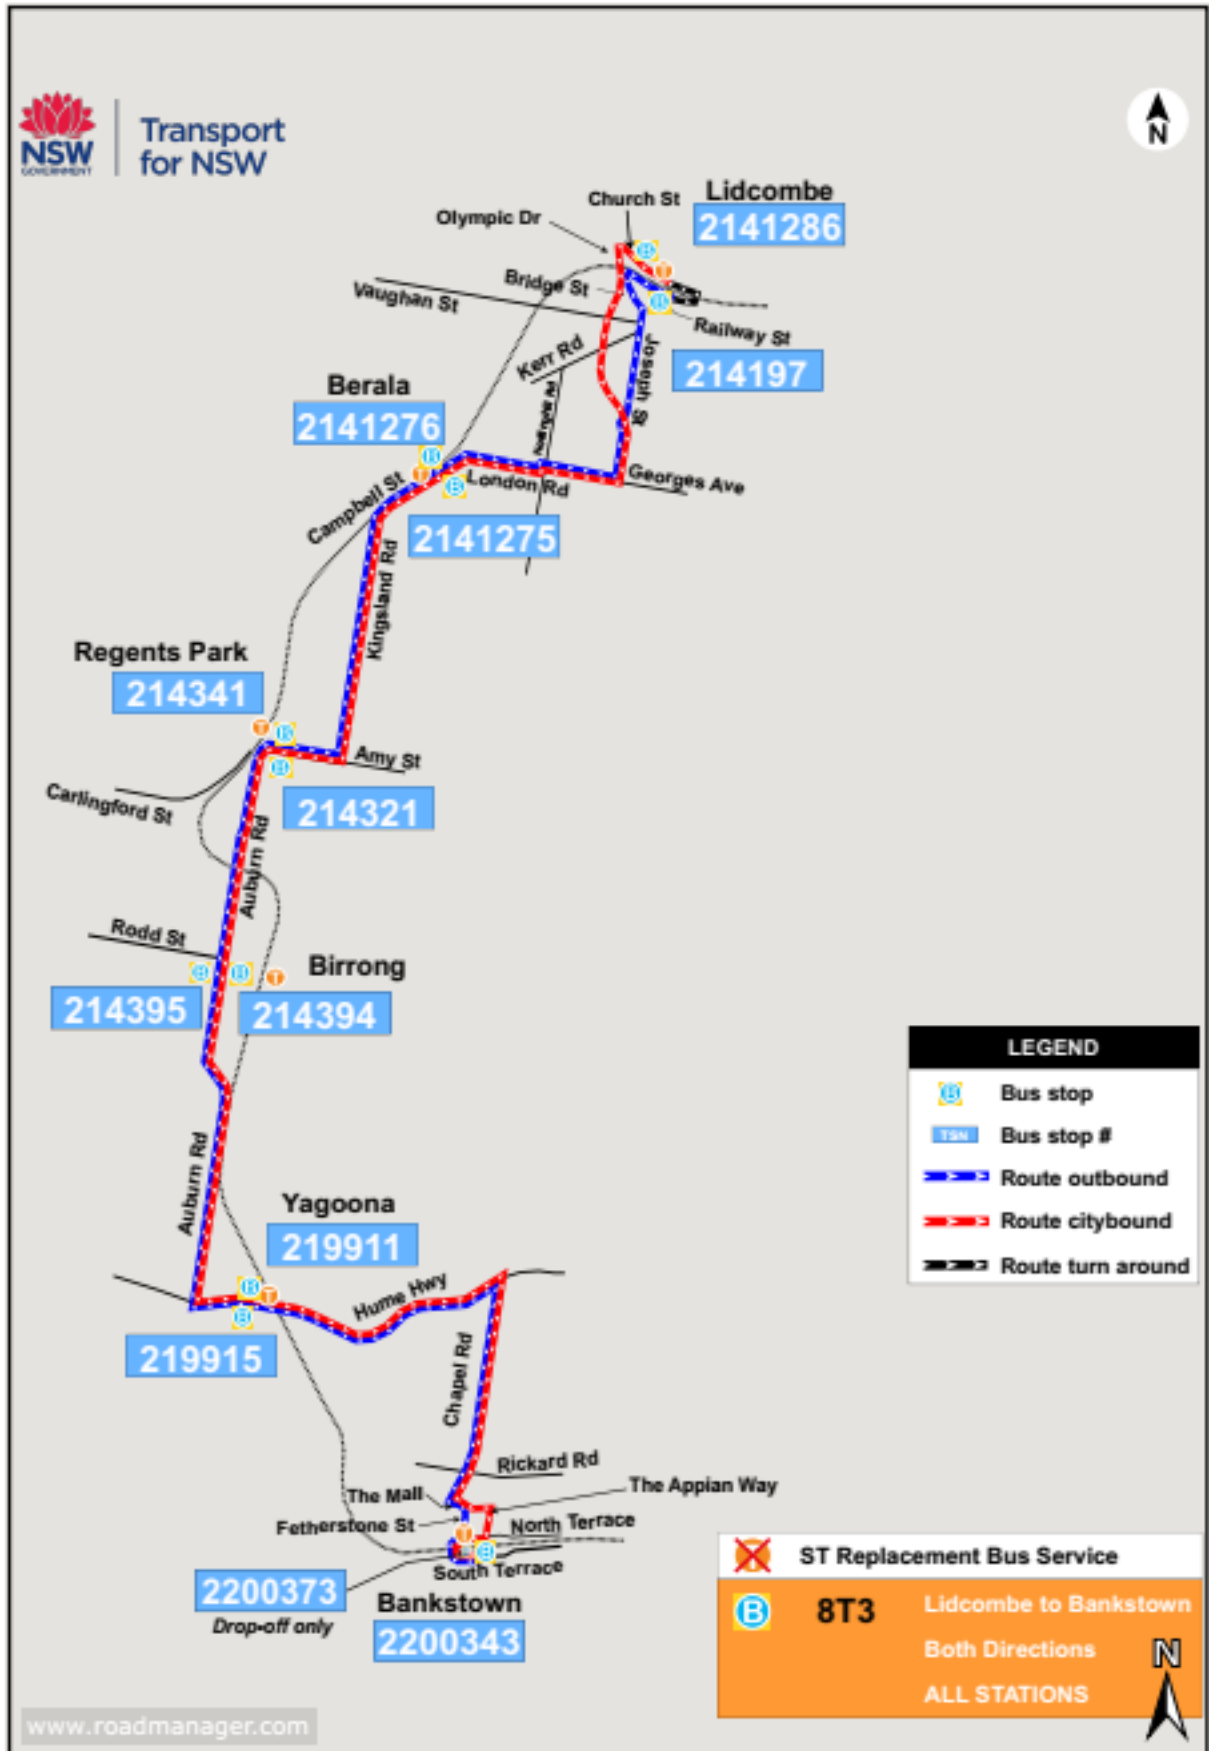 NSW
GOVERNMENT
Transport
for NSW
N
Church St
Lidcombe
2141286
Olympic Dr
Bridge St
Vaughan St
Railway St
Kerr Rd
Joseph St
214197
Berala
2141276
Georges Ave
London Rd
Campbell St
2141275
Kingsland Rd
Regents Park
214341
Amy St
Carlingford St
214321
Auburn Rd
Rodd St
Birrong
214395
214394
LEGEND
B Bus stop
TSN Bus stop #
Route outbound
Route citybound
Route turn around
Auburn Rd
Yagoona
219911
Hume Hwy
219915
Chapel Rd
Rickard Rd
The Mall
The Appian Way
Fetherstone St
North Terrace
South Terrace
2200373
Drop-off only
Bankstown
2200343
T ST Replacement Bus Service
B 8T3 Lidcombe to Bankstown
Both Directions
ALL STATIONS
N
www.roadmanager.com